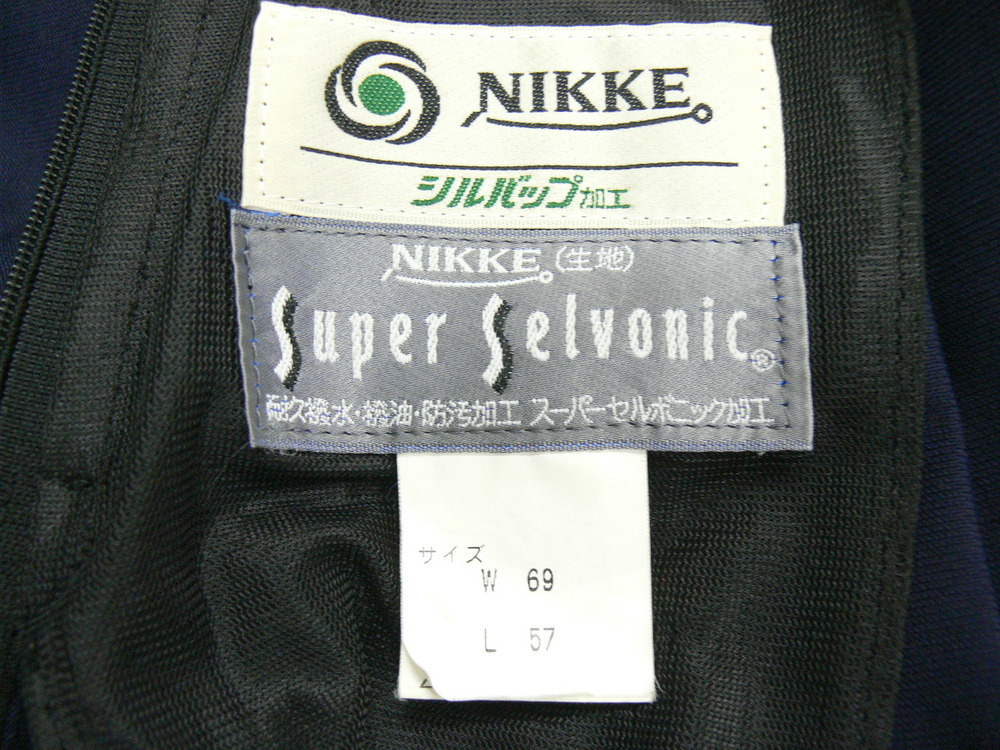 NIKKE
シルバップ加工
NIKKE (生地)
Super Selvonic®
耐久撥水・撥油・防汚加工 スーパーセルボニック加工
サイズ
W 69
L 57